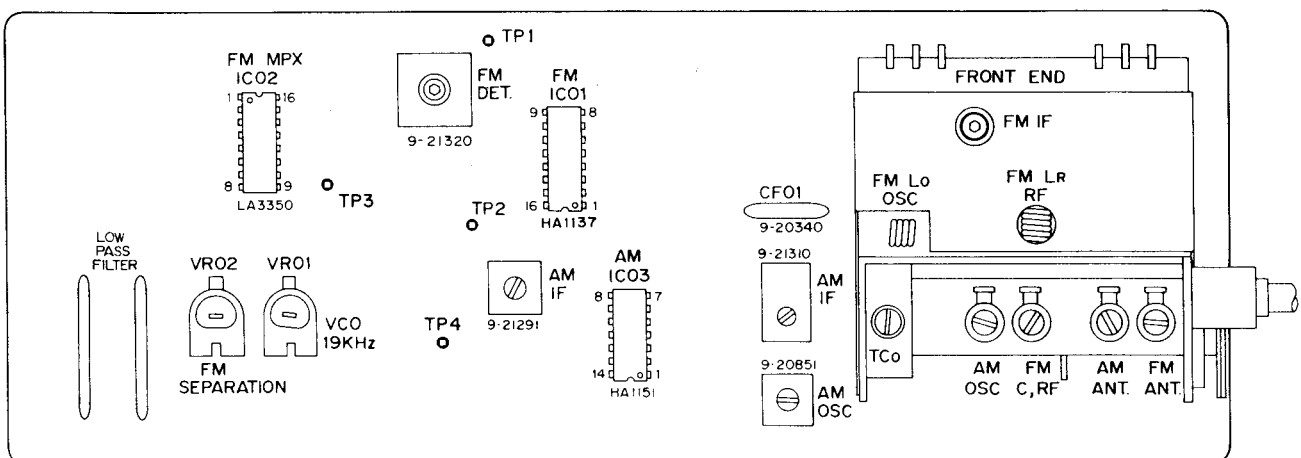 TP1
FM MPX
IC02
1 16
8 9
LA3350
TP3
FM
DET.
9-21320
FM
IC01
9 8
16 1
HA1137
TP2
FRONT END
FM IF
FM LO
OSC
FM LR
RF
CF01
9-20340
LOW
PASS
FILTER
VR02
VR01
VCO
19KHz
FM
SEPARATION
TP4
AM
IF
9-21291
AM
IC03
8 7
14 1
HA1151
9-21310
AM
IF
9-20851
AM
OSC
TCo
AM
OSC
FM
C,RF
AM
ANT.
FM
ANT.